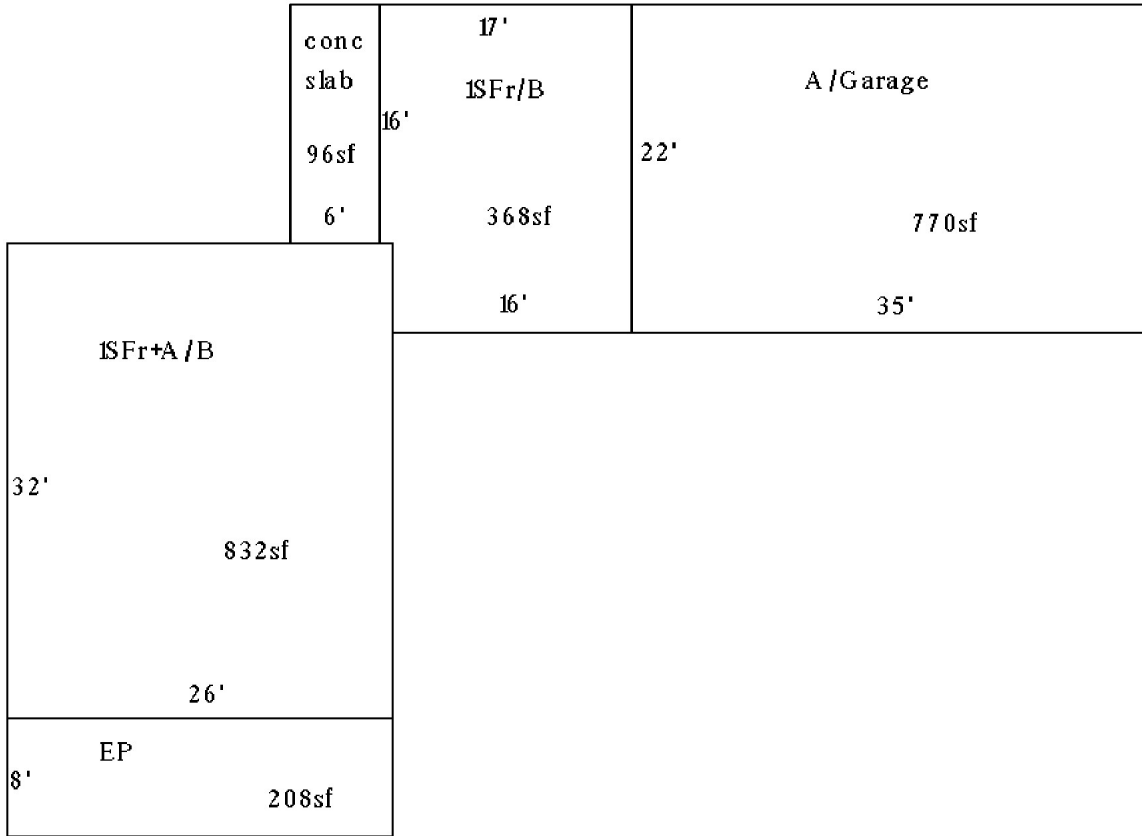 conc
slab
96sf
6'
17'
1SFr/B
16'
368sf
16'
A/Garage
22'
770sf
35'
1SFr+A/B
32'
832sf
26'
EP
8'
208sf